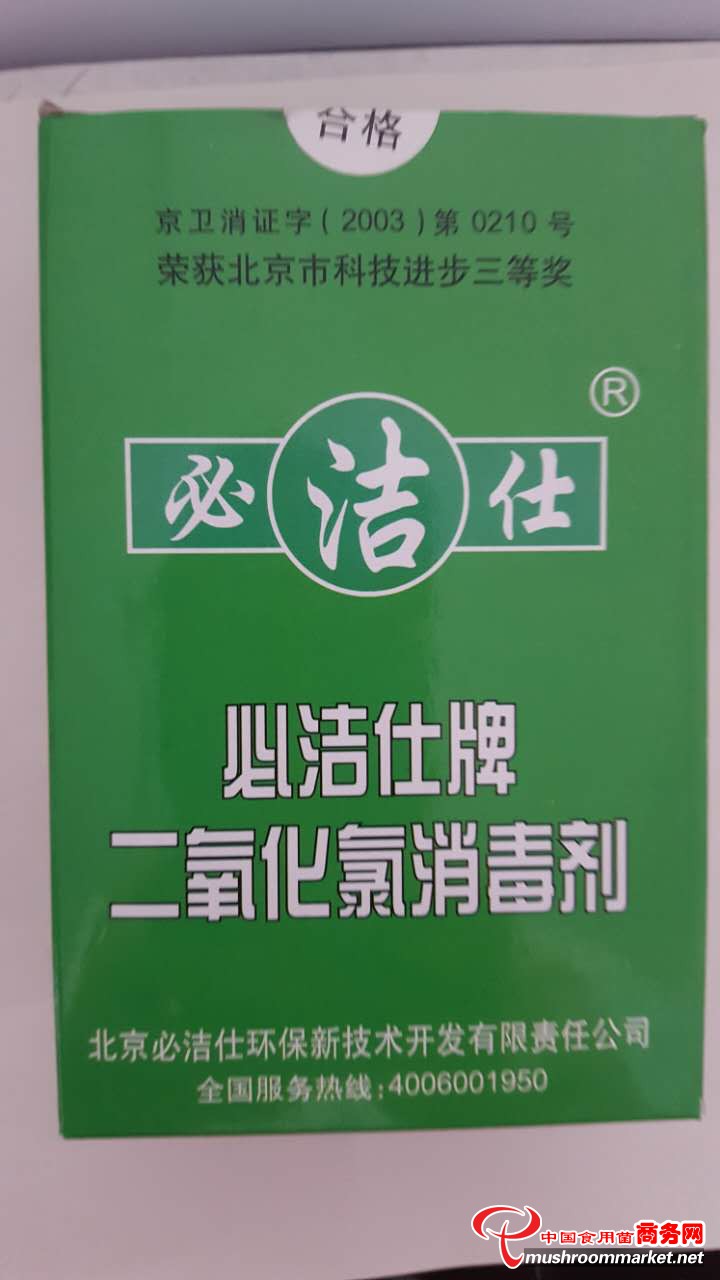 合格
京卫消证字(2003)第0210号
荣获北京市科技进步三等奖
®
必洁仕
必洁仕牌
二氧化氯消毒剂
北京必洁仕环保新技术开发有限责任公司
全国服务热线:4006001950
中国食用菌商务网
mushroommarket.net